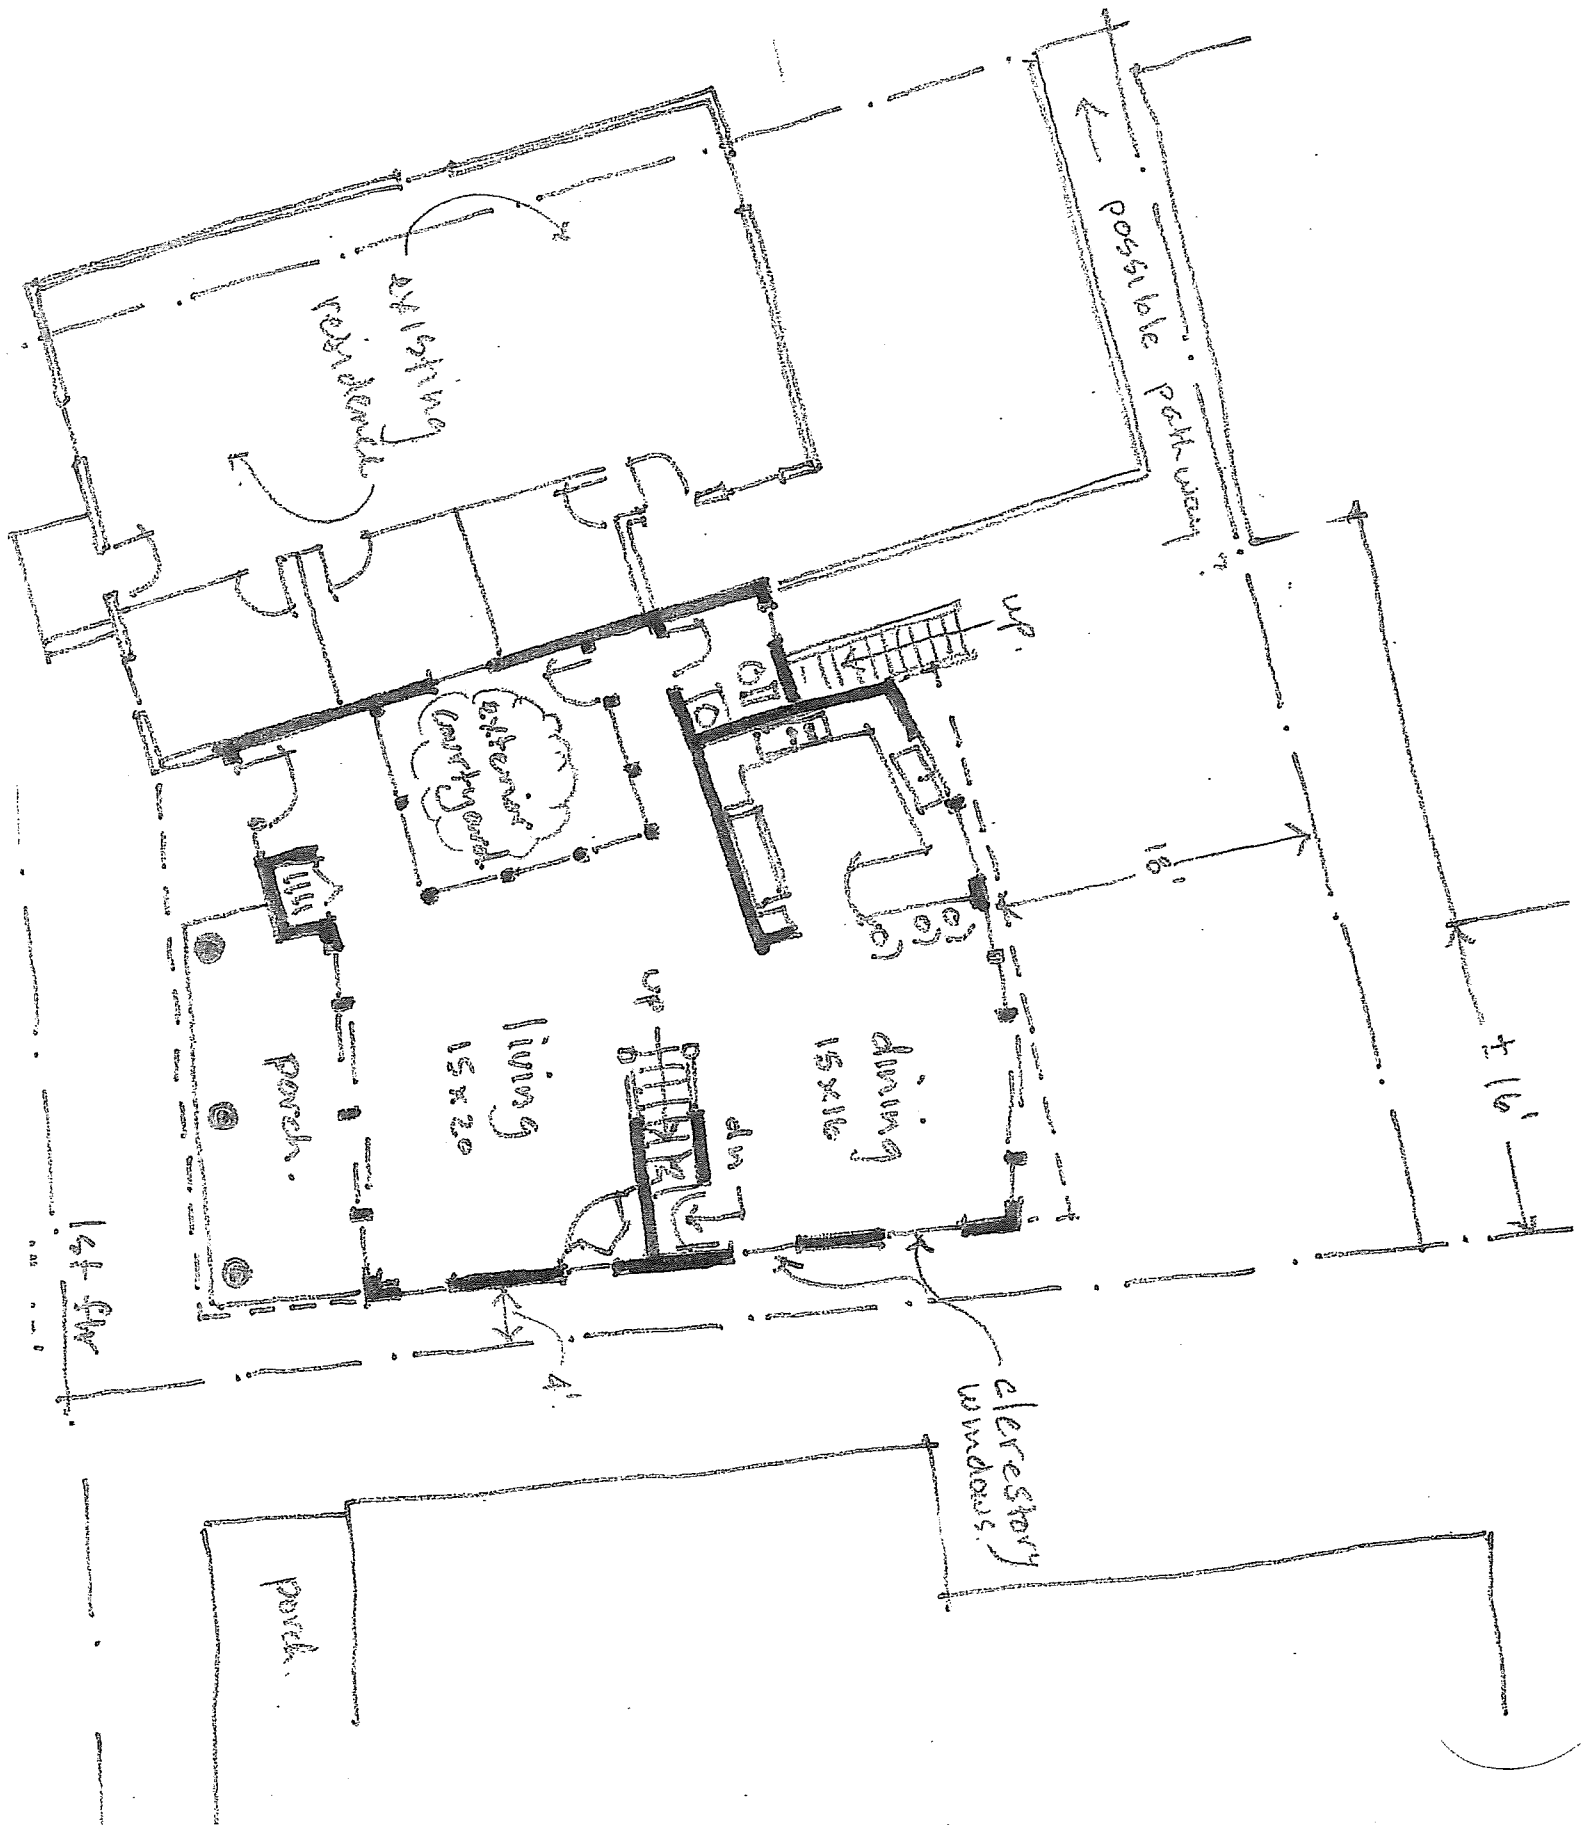 ← possible pathway
existing
residence
up
exterior
courtyard
18'
± 16'
up
living
15x20
dining
15x16
dn
porch.
1st flr
4'
clerestory
windows.
porch.